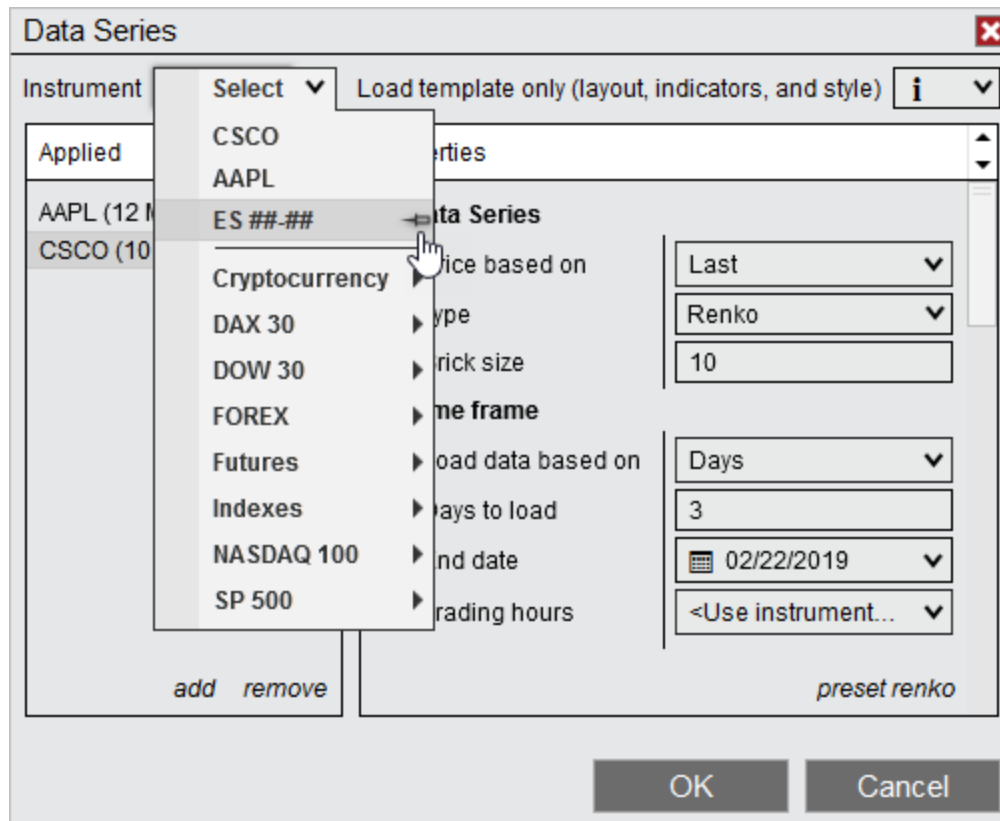 Data Series
Instrument Select Load template only (layout, indicators, and style) i
Applied
CSCO
AAPL
ES ##-##
Cryptocurrency
DAX 30
DOW 30
FOREX
Futures
Indexes
NASDAQ 100
SP 500
AAPL (12
CSCO (10
add remove
erties
ata Series
rice based on Last
ype Renko
rick size 10
me frame
oad data based on Days
ays to load 3
nd date 02/22/2019
rading hours <Use instrument...
preset renko
OK Cancel